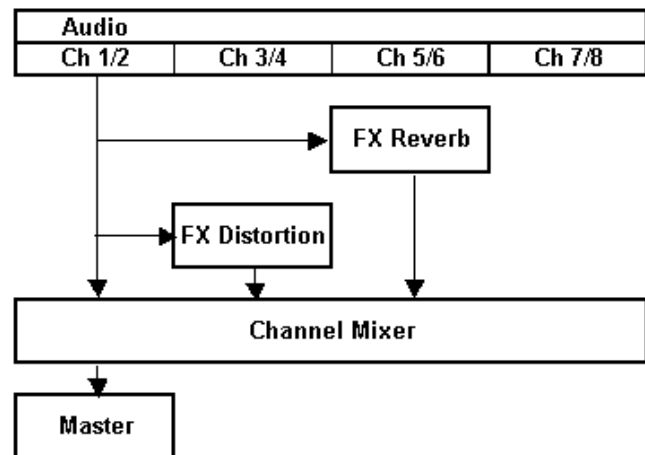 Audio
Ch 1/2 Ch 3/4 Ch 5/6 Ch 7/8
FX Reverb
FX Distortion
Channel Mixer
Master